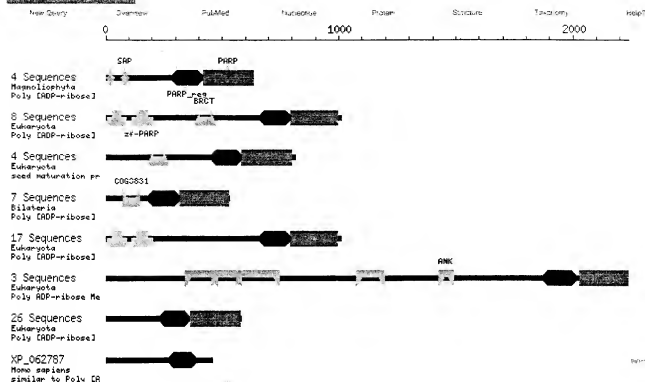 New Query Overview PubMed Nucleotide Protein Structure Taxonomy Help?
0 1000 2000
SAP PARP
4 Sequences
Magnoliophyta
Poly [ADP-ribose]
PARP_reg
BRCT
8 Sequences
Eukaryota
Poly [ADP-ribose]
zf-PARP
4 Sequences
Eukaryota
seed maturation pr
COG3831
7 Sequences
Bilateria
Poly [ADP-ribose]
17 Sequences
Eukaryota
Poly [ADP-ribose]
ANK
3 Sequences
Eukaryota
Poly ADP-ribose Me
26 Sequences
Eukaryota
Poly [ADP-ribose]
XP_062787
Homo sapiens
similar to Poly [A